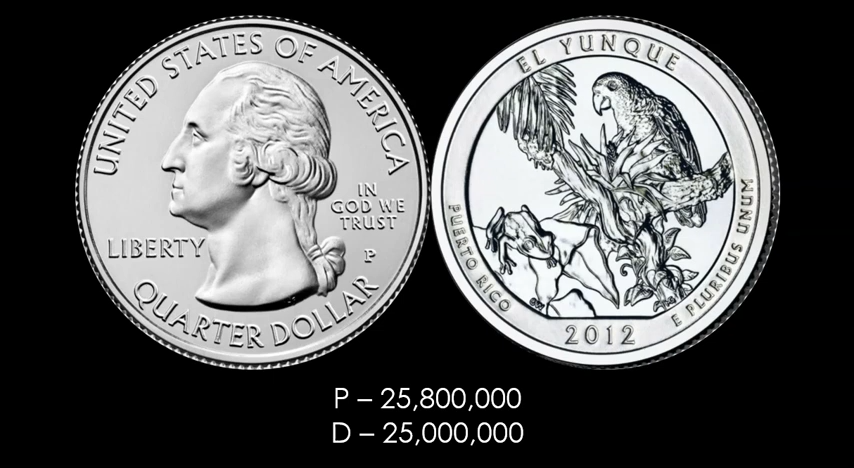 UNITED STATES OF AMERICA
IN
GOD WE
TRUST
LIBERTY
P
QUARTER DOLLAR
EL YUNQUE
PUERTO RICO
E PLURIBUS UNUM
2012
P – 25,800,000
D – 25,000,000